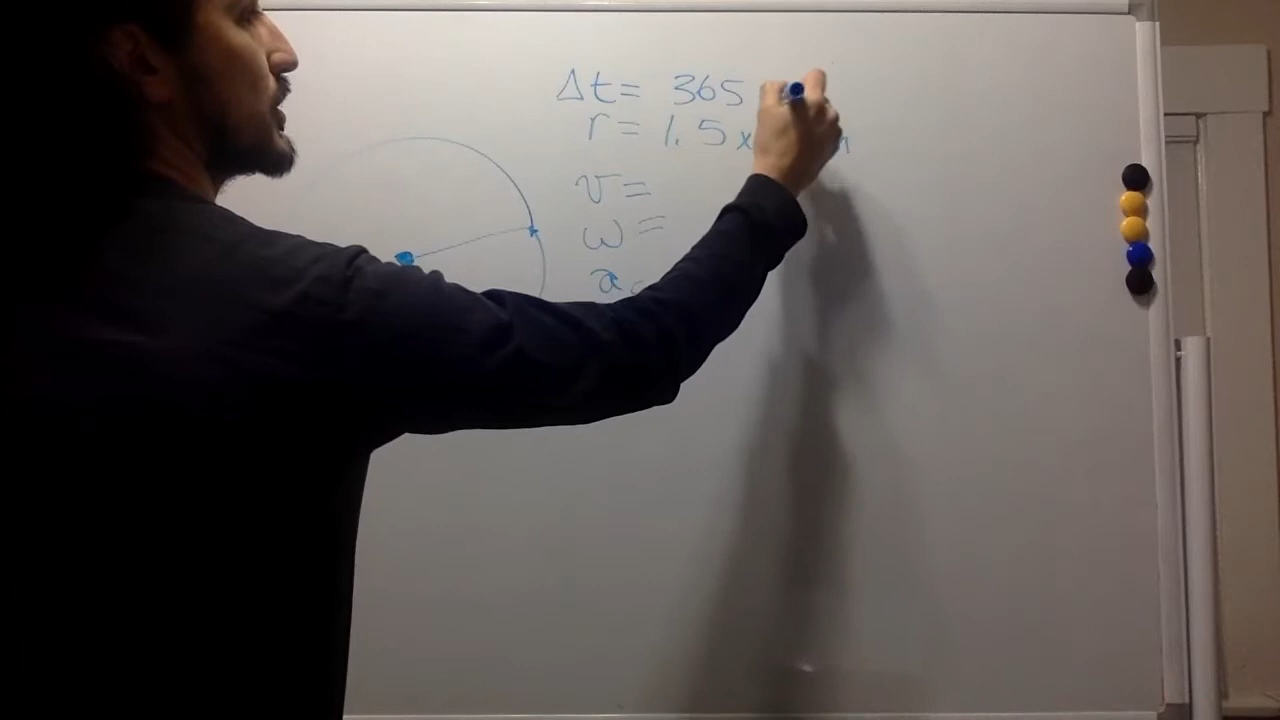 Δt= 365
r = 1.5 x
v =
ω =
a